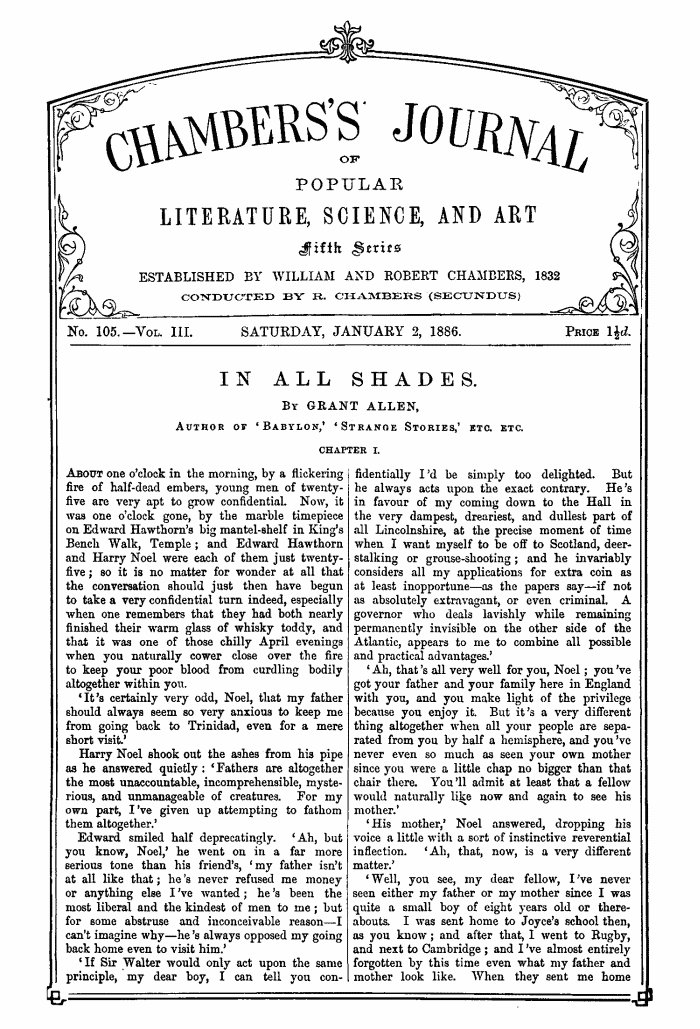 CHAMBERS'S JOURNAL
OF
POPULAR
LITERATURE, SCIENCE, AND ART
Fifth Series
ESTABLISHED BY WILLIAM AND ROBERT CHAMBERS, 1832
CONDUCTED BY R. CHAMBERS (SECUNDUS)
No. 105.—VOL. III. SATURDAY, JANUARY 2, 1886. PRICE 1½d.
IN ALL SHADES.
BY GRANT ALLEN,
AUTHOR OF 'BABYLON,' 'STRANGE STORIES,' ETC. ETC.
CHAPTER I.
ABOUT one o'clock in the morning, by a flickering
fire of half-dead embers, young men of twenty-
five are very apt to grow confidential. Now, it
was one o'clock gone, by the marble timepiece
on Edward Hawthorn's big mantel-shelf in King's
Bench Walk, Temple; and Edward Hawthorn
and Harry Noel were each of them just twenty-
five; so it is no matter for wonder at all that
the conversation should just then have begun
to take a very confidential turn indeed, especially
when one remembers that they had both nearly
finished their warm glass of whisky toddy, and
that it was one of those chilly April evenings
when you naturally cower close over the fire
to keep your poor blood from curdling bodily
altogether within you.
'It's certainly very odd, Noel, that my father
should always seem so very anxious to keep me
from going back to Trinidad, even for a mere
short visit.'
Harry Noel shook out the ashes from his pipe
as he answered quietly: 'Fathers are altogether
the most unaccountable, incomprehensible, myste-
rious, and unmanageable of creatures. For my
own part, I've given up attempting to fathom
them altogether.'
Edward smiled half deprecatingly. 'Ah, but
you know, Noel,' he went on in a far more
serious tone than his friend's, 'my father isn't
at all like that; he's never refused me money
or anything else I've wanted; he's been the
most liberal and the kindest of men to me; but
for some abstruse and inconceivable reason—I
can't imagine why—he's always opposed my going
back home even to visit him.'
'If Sir Walter would only act upon the same
principle, my dear boy, I can tell you con-
fidentially I'd be simply too delighted. But
he always acts upon the exact contrary. He's
in favour of my coming down to the Hall in
the very dampest, dreariest, and dullest part of
all Lincolnshire, at the precise moment of time
when I want myself to be off to Scotland, deer-
stalking or grouse-shooting; and he invariably
considers all my applications for extra coin as
at least inopportune—as the papers say—if not
as absolutely extravagant, or even criminal. A
governor who deals lavishly while remaining
permanently invisible on the other side of the
Atlantic, appears to me to combine all possible
and practical advantages.'
'Ah, that's all very well for you, Noel; you've
got your father and your family here in England
with you, and you make light of the privilege
because you enjoy it. But it's a very different
thing altogether when all your people are sepa-
rated from you by half a hemisphere, and you've
never even so much as seen your own mother
since you were a little chap no bigger than that
chair there. You'll admit at least that a fellow
would naturally like now and again to see his
mother.'
'His mother,' Noel answered, dropping his
voice a little with a sort of instinctive reverential
inflection. 'Ah, that, now, is a very different
matter.'
'Well, you see, my dear fellow, I've never
seen either my father or my mother since I was
quite a small boy of eight years old or there-
abouts. I was sent home to Joyce's school then,
as you know; and after that, I went to Rugby,
and next to Cambridge; and I've almost entirely
forgotten by this time even what my father and
mother look like. When they sent me home